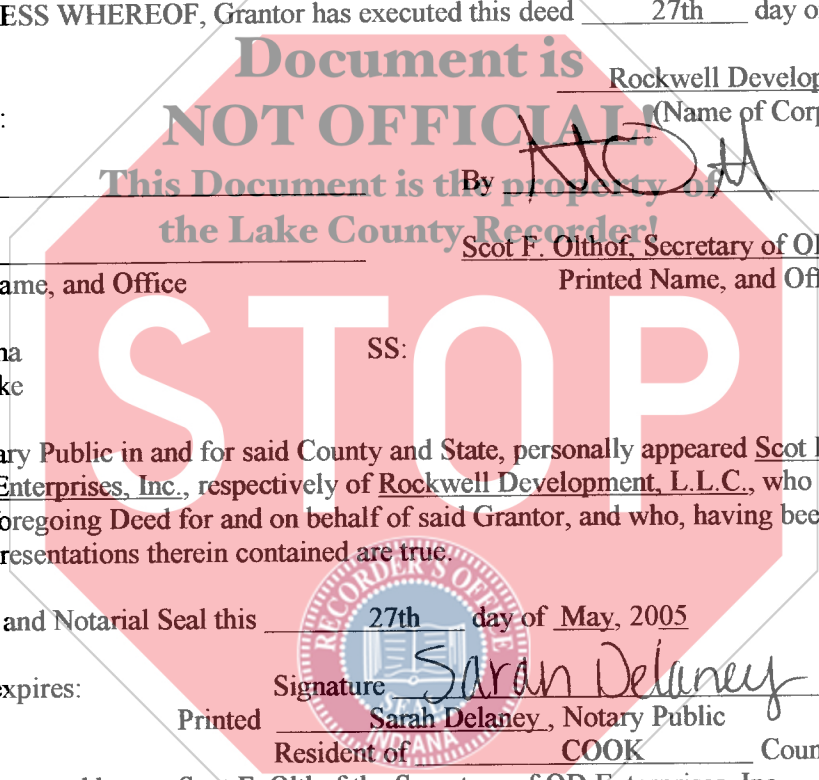 ESS WHEREOF, Grantor has executed this deed 27th day o
Document is
Rockwell Develop
NOT OFFICIAL!
(Name of Corp
:
This Document is the property of
By
the Lake County Recorder!
Scot F. Olthof, Secretary of Ol
ame, and Office
Printed Name, and Off
STOP
na
SS:
ke
ary Public in and for said County and State, personally appeared Scot F
Enterprises, Inc., respectively of Rockwell Development, L.L.C., who
oregoing Deed for and on behalf of said Grantor, and who, having bee
resentations therein contained are true.
RECORDER'S OFFICE
and Notarial Seal this 27th day of May, 2005
expires:
Signature Sarah Delaney
SEAL
Printed Sarah Delaney , Notary Public
INDIANA
Resident of COOK Coun